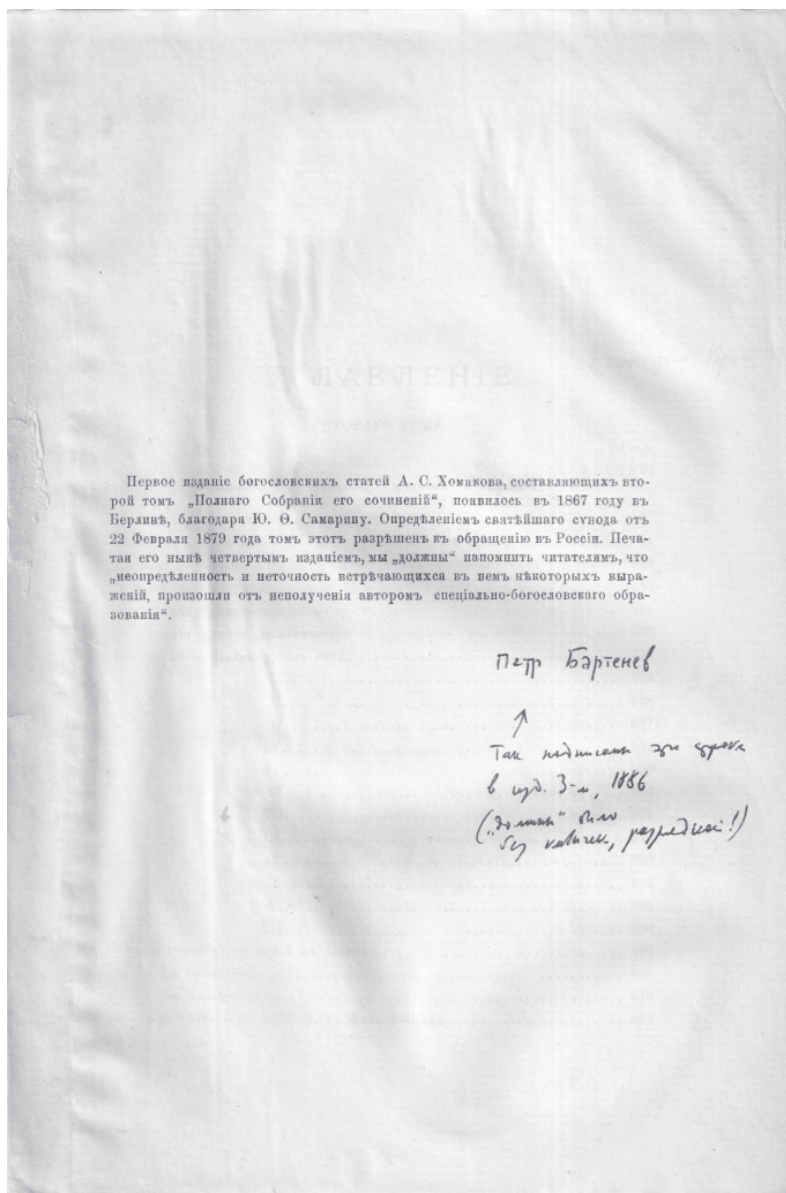 Первое изданіе богословскихъ статей А. С. Хомякова, составляющихъ вто-
рой томъ „Полнаго Собранія его сочиненій“, появилось въ 1867 году въ
Берлинѣ, благодаря Ю. Ѳ. Самарину. Опредѣленіемъ святѣйшаго сѵнода отъ
22 Февраля 1879 года томъ этотъ разрѣшенъ къ обращенію въ Россіи. Печа-
тая его нынѣ четвертымъ изданіемъ, мы „должны“ напомнить читателямъ, что
„неопредѣленность и неточность встрѣчающихся въ немъ нѣкоторыхъ выра-
женій, произошли отъ неполученія авторомъ спеціально-богословскаго обра-
зованія“.
Петр Бартенев
↑
Так подписаны эти строки
в изд. 3-м, 1886
(„должны“ было
без кавычек, разрядкой!)